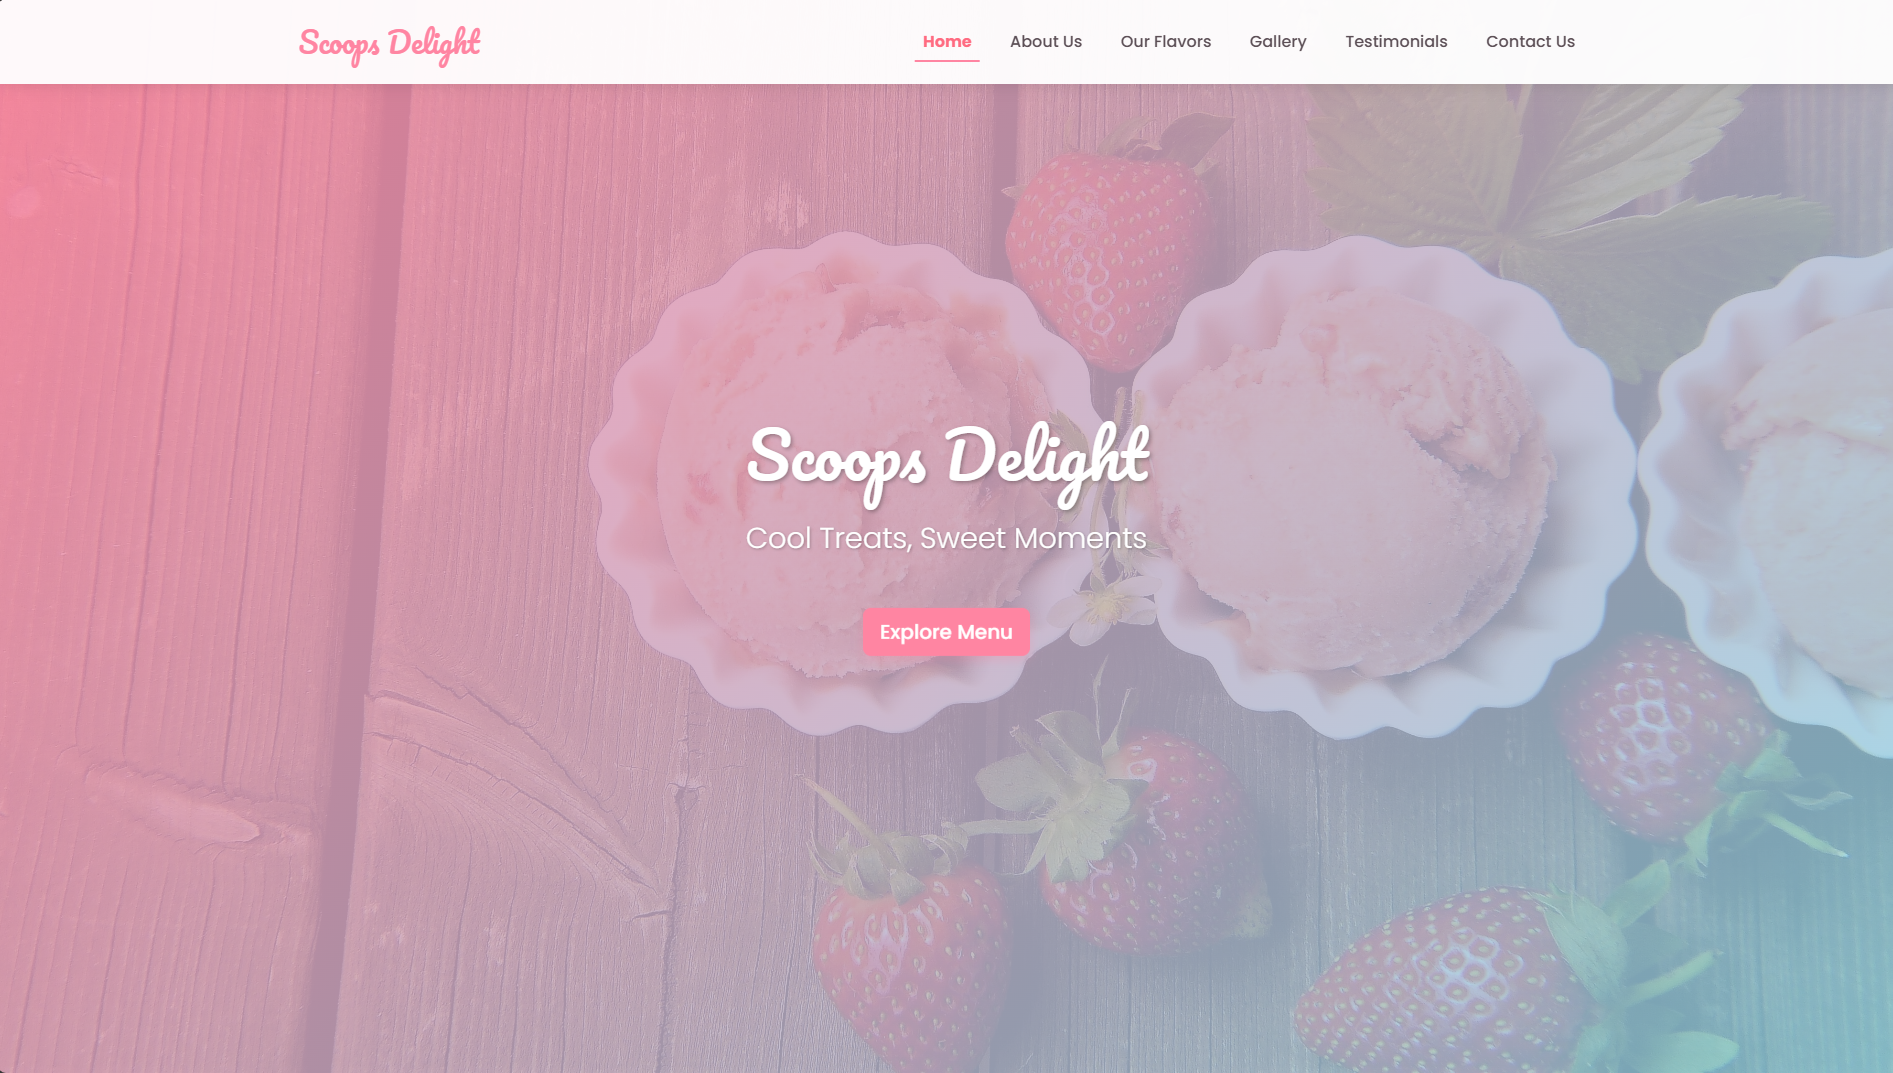 Scoops Delight
Home About Us Our Flavors Gallery Testimonials Contact Us
Scoops Delight
Cool Treats, Sweet Moments
Explore Menu